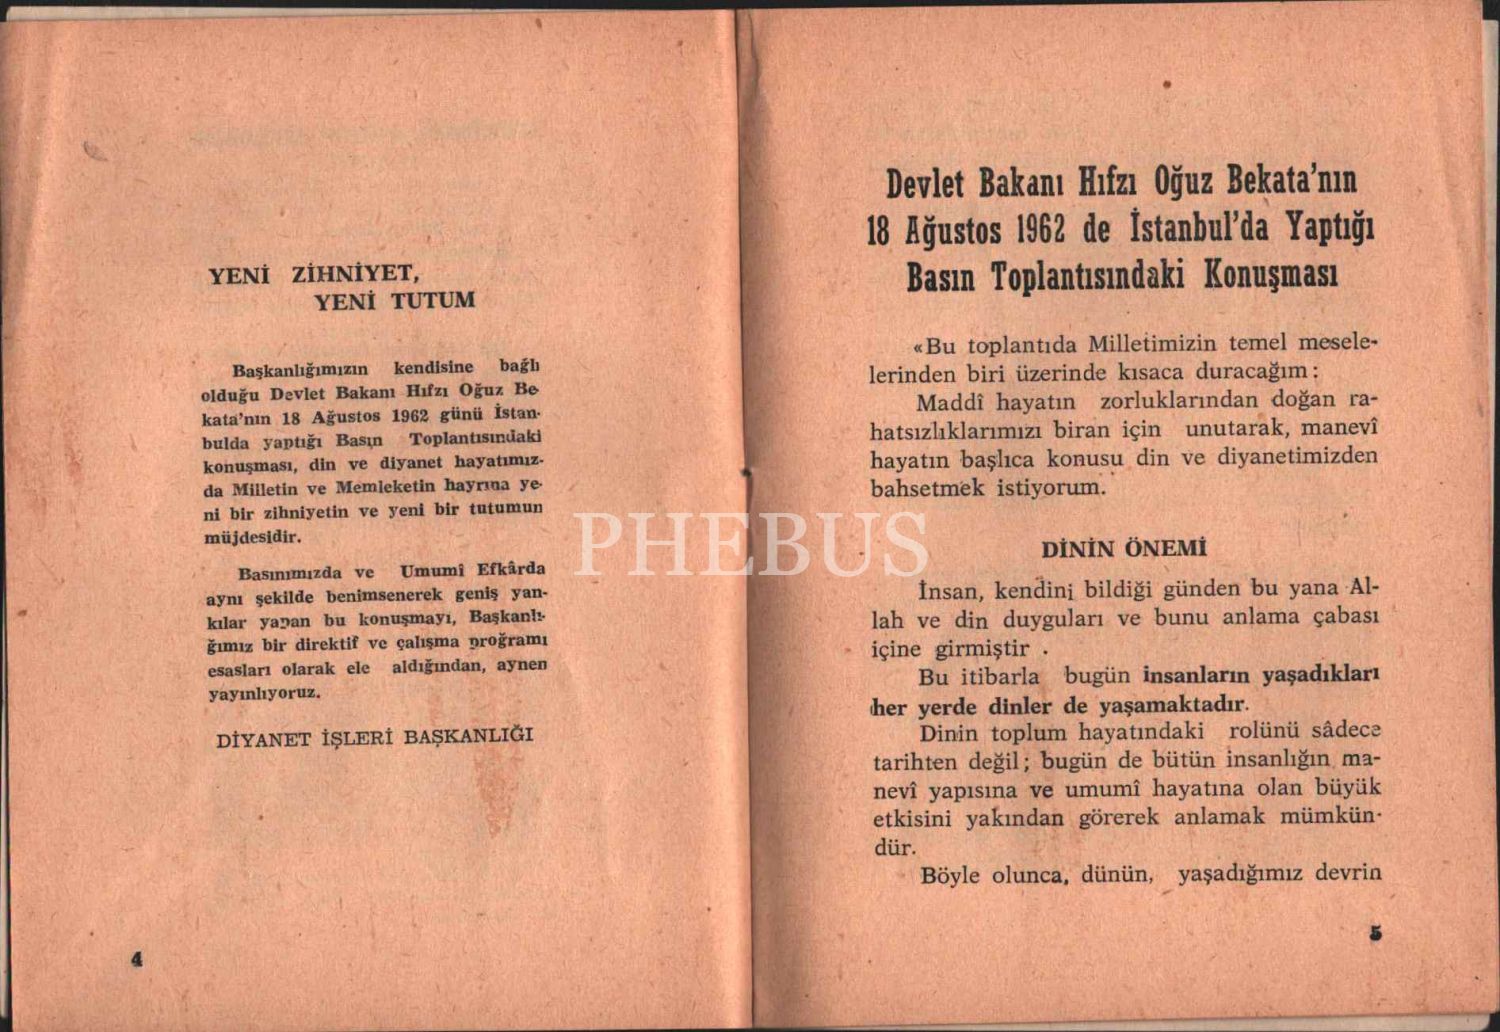 YENİ ZİHNİYET,
YENİ TUTUM
Başkanlığımızın kendisine bağlı
olduğu Devlet Bakanı Hıfzı Oğuz Be-
kata'nın 18 Ağustos 1962 günü İstan-
bulda yaptığı Basın Toplantısındaki
konuşması, din ve diyanet hayatımız-
da Milletin ve Memleketin hayrına ye-
ni bir zihniyetin ve yeni bir tutumun
müjdesidir.
Basınımızda ve Umumî Efkârda
aynı şekilde benimsenerek geniş yan-
kılar yapan bu konuşmayı, Başkanlı-
ğımız bir direktif ve çalışma programı
esasları olarak ele aldığından, aynen
yayınlıyoruz.
DİYANET İŞLERİ BAŞKANLIĞI
4
Devlet Bakanı Hıfzı Oğuz Bekata'nın
18 Ağustos 1962 de İstanbul'da Yaptığı
Basın Toplantısındaki Konuşması
«Bu toplantıda Milletimizin temel mesele-
lerinden biri üzerinde kısaca duracağım:
Maddî hayatın zorluklarından doğan ra-
hatsızlıklarımızı biran için unutarak, manevî
hayatın başlıca konusu din ve diyanetimizden
bahsetmek istiyorum.
DİNİN ÖNEMİ
İnsan, kendini bildiği günden bu yana Al-
lah ve din duyguları ve bunu anlama çabası
içine girmiştir .
Bu itibarla bugün insanların yaşadıkları
her yerde dinler de yaşamaktadır.
Dinin toplum hayatındaki rolünü sâdece
tarihten değil; bugün de bütün insanlığın ma-
nevî yapısına ve umumî hayatına olan büyük
etkisini yakından görerek anlamak mümkün-
dür.
Böyle olunca, dünün, yaşadığımız devrin
5
PHEBUS